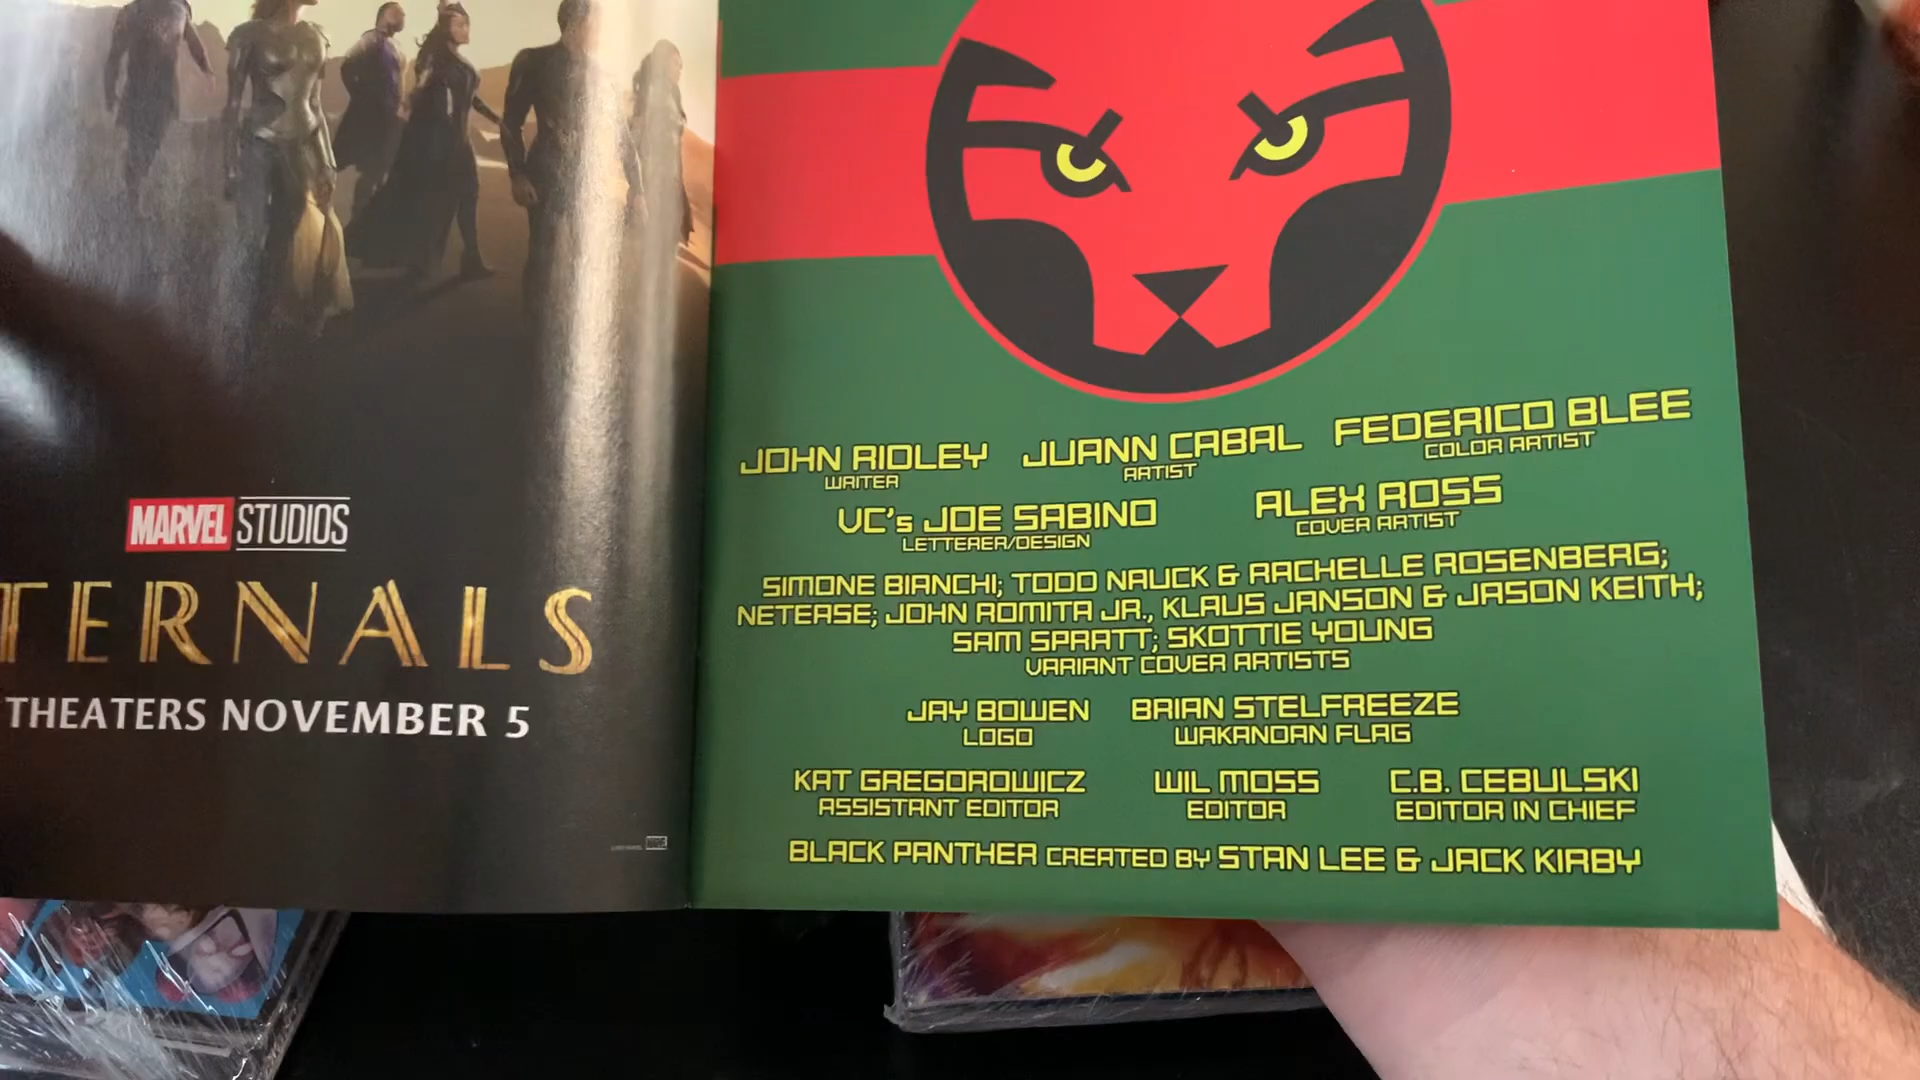 MARVEL STUDIOS
TERNALS
THEATERS NOVEMBER 5
JOHN RIDLEY JUANN CABAL FEDERICO BLEE
WRITER ARTIST COLOR ARTIST
VC's JOE SABINO ALEX ROSS
LETTERER/DESIGN COVER ARTIST
SIMONE BIANCHI; TODD NAUCK & RACHELLE ROSENBERG;
NETEASE; JOHN ROMITA JR., KLAUS JANSON & JASON KEITH;
SAM SPRATT; SKOTTIE YOUNG
VARIANT COVER ARTISTS
JAY BOWEN BRIAN STELFREEZE
LOGO WAKANDAN FLAG
KAT GREGOROWICZ WIL MOSS C.B. CEBULSKI
ASSISTANT EDITOR EDITOR EDITOR IN CHIEF
BLACK PANTHER CREATED BY STAN LEE & JACK KIRBY